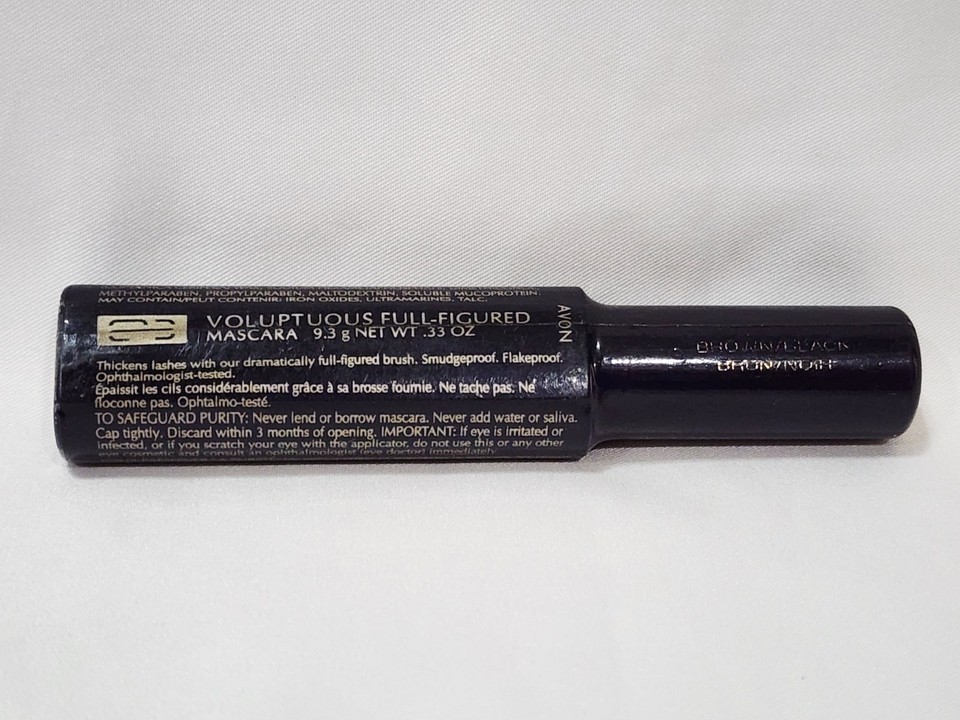 METHYLPARABEN, PROPYLPARABEN, MALTODEXTRIN, SOLUBLE MUCOPROTEIN.
MAY CONTAIN/PEUT CONTENIR: IRON OXIDES, ULTRAMARINES, TALC.
VOLUPTUOUS FULL-FIGURED
MASCARA 9.3 g NET WT .33 OZ
AVON
Thickens lashes with our dramatically full-figured brush. Smudgeproof. Flakeproof.
Ophthalmologist-tested.
Épaissit les cils considérablement grâce à sa brosse fournie. Ne tache pas. Ne
floconne pas. Ophtalmo-testé.
TO SAFEGUARD PURITY: Never lend or borrow mascara. Never add water or saliva.
Cap tightly. Discard within 3 months of opening. IMPORTANT: If eye is irritated or
infected, or if you scratch your eye with the applicator, do not use this or any other
eye cosmetic and consult an ophthalmologist (eye doctor) immediately.
BROWN/BLACK
BRUN/NOIR